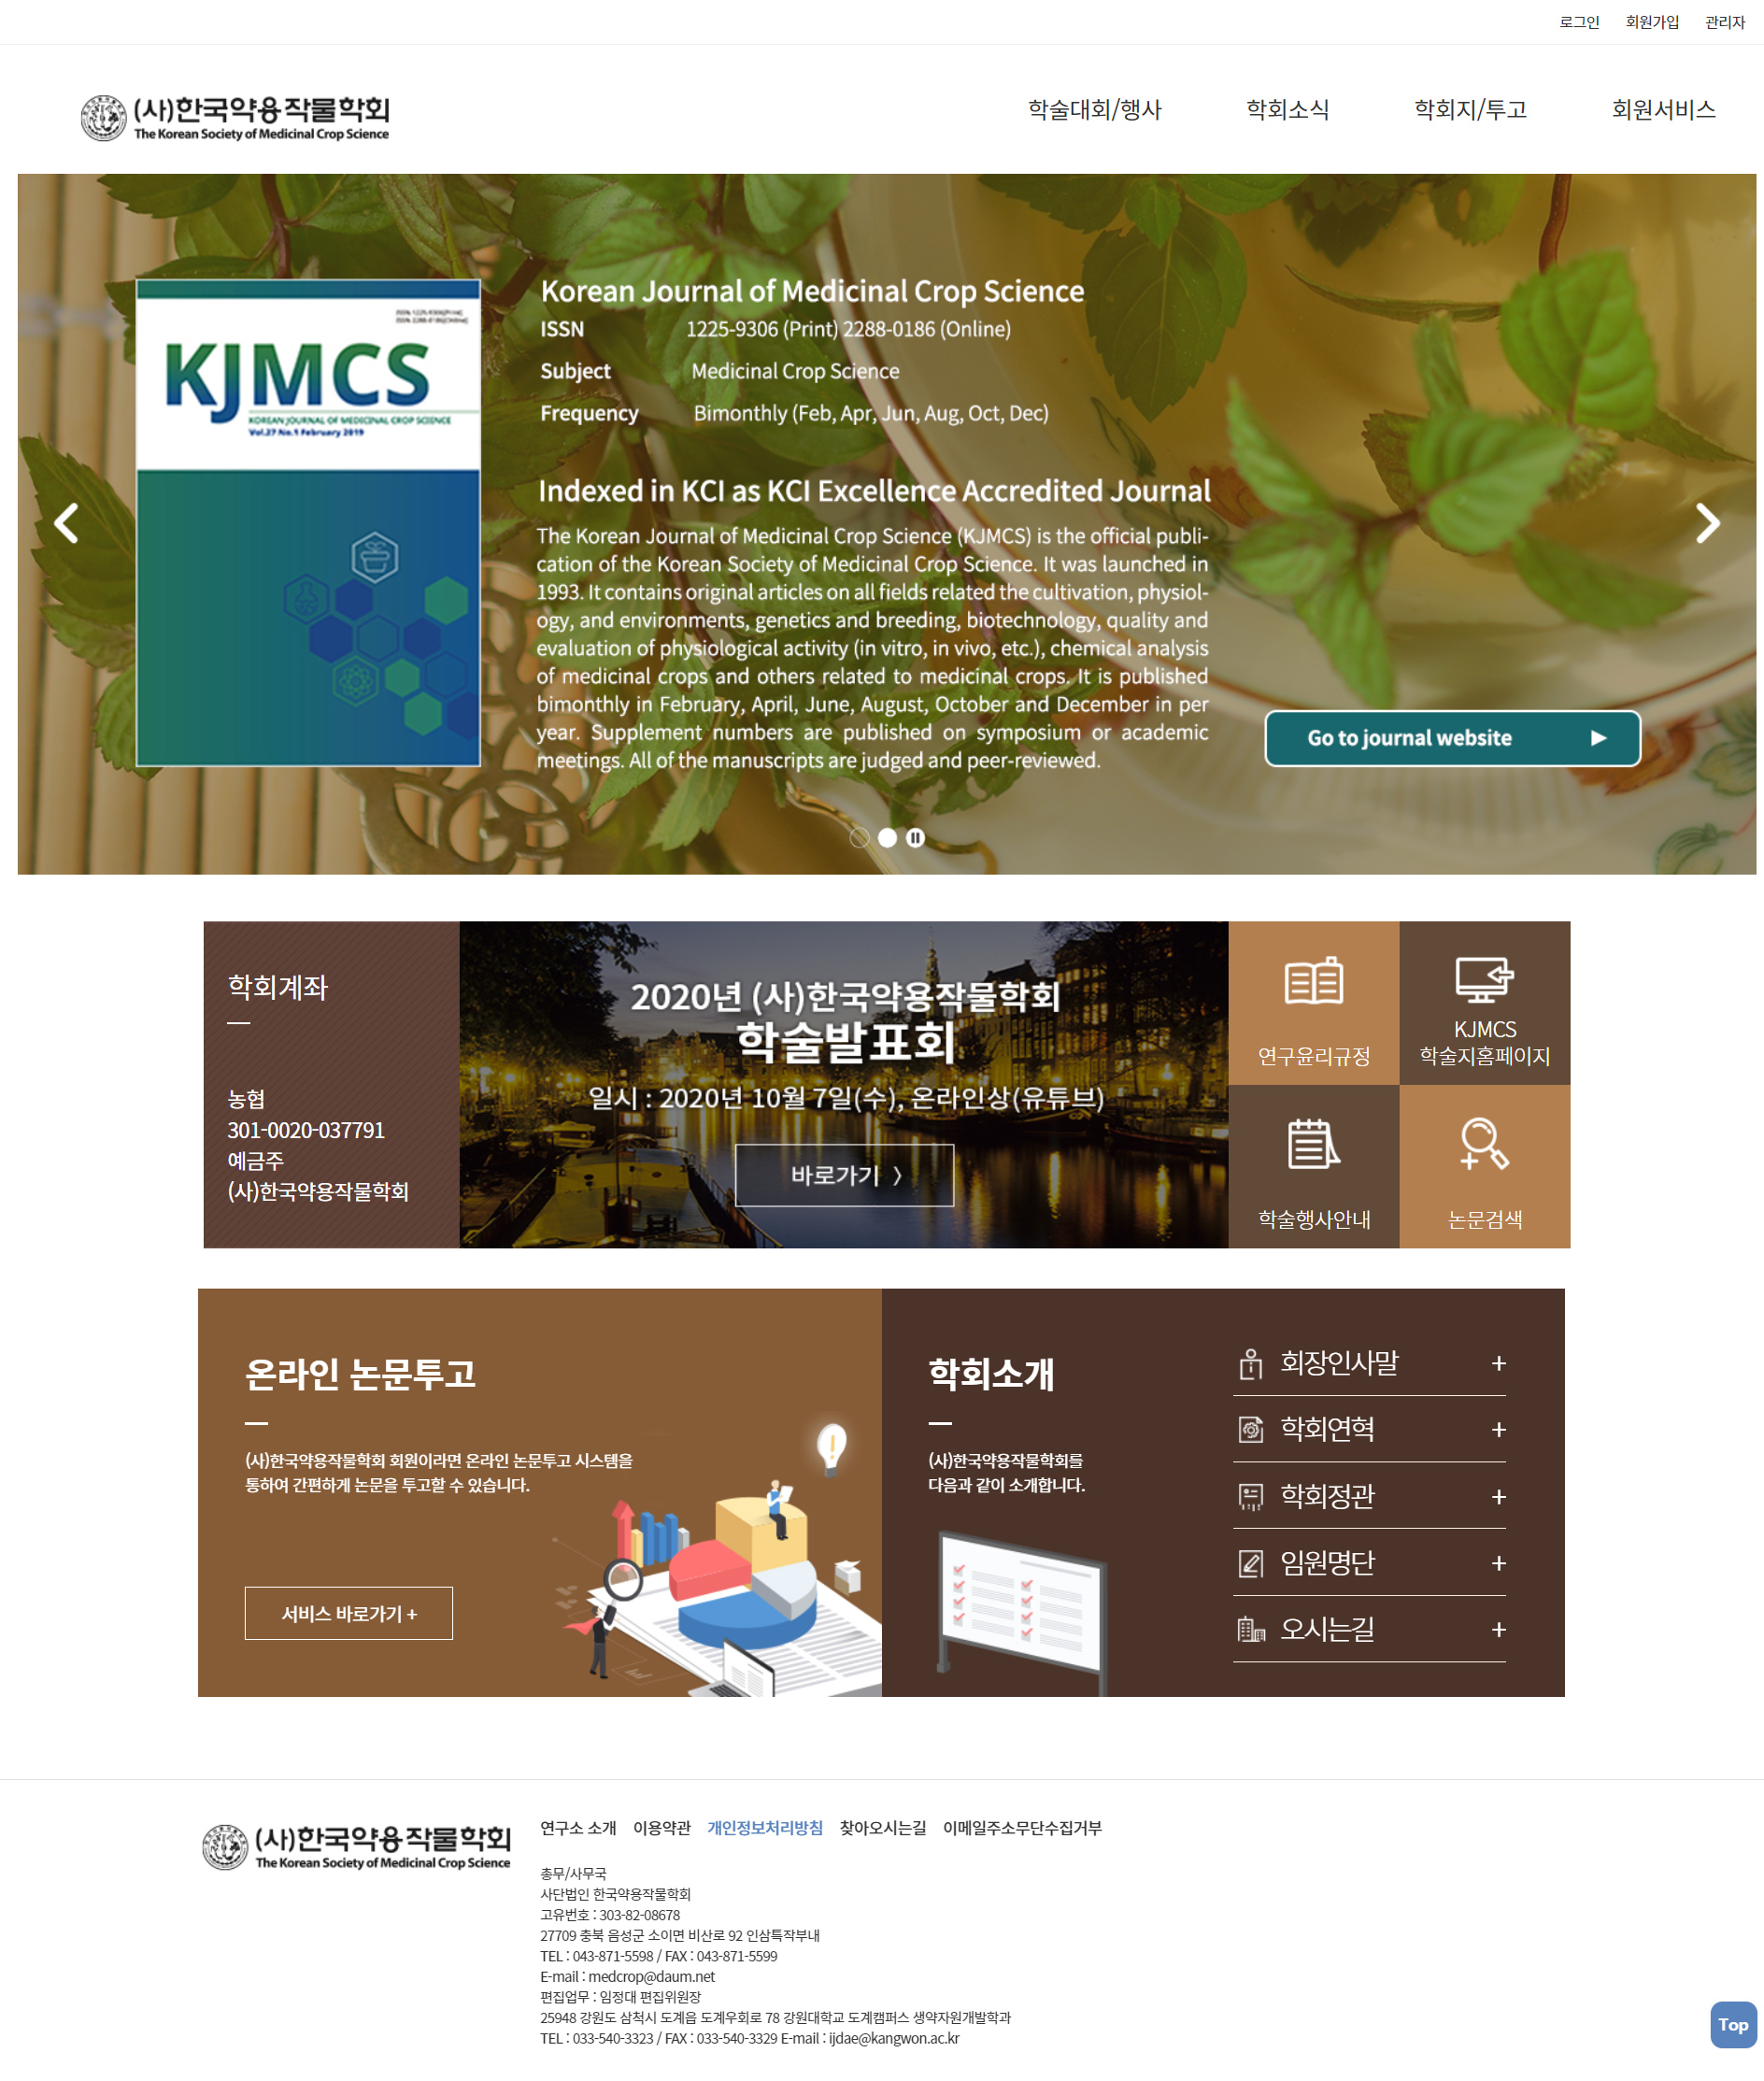 로그인 회원가입 관리자
(사)한국약용작물학회
The Korean Society of Medicinal Crop Science
학술대회/행사 학회소식 학회지/투고 회원서비스
ISSN 1225-9306(Print)
ISSN 2288-0186(Online)
KJMCS
KOREAN JOURNAL OF MEDICINAL CROP SCIENCE
Vol.27 No.1 February 2019
Korean Journal of Medicinal Crop Science
ISSN 1225-9306 (Print) 2288-0186 (Online)
Subject Medicinal Crop Science
Frequency Bimonthly (Feb, Apr, Jun, Aug, Oct, Dec)
Indexed in KCI as KCI Excellence Accredited Journal
The Korean Journal of Medicinal Crop Science (KJMCS) is the official publi-
cation of the Korean Society of Medicinal Crop Science. It was launched in
1993. It contains original articles on all fields related the cultivation, physiol-
ogy, and environments, genetics and breeding, biotechnology, quality and
evaluation of physiological activity (in vitro, in vivo, etc.), chemical analysis
of medicinal crops and others related to medicinal crops. It is published
bimonthly in February, April, June, August, October and December in per
year. Supplement numbers are published on symposium or academic
meetings. All of the manuscripts are judged and peer-reviewed.
Go to journal website ▶
학회계좌
농협
301-0020-037791
예금주
(사)한국약용작물학회
2020년 (사)한국약용작물학회
학술발표회
일시 : 2020년 10월 7일(수), 온라인상(유튜브)
바로가기 〉
연구윤리규정
KJMCS
학술지홈페이지
학술행사안내
논문검색
온라인 논문투고
(사)한국약용작물학회 회원이라면 온라인 논문투고 시스템을
통하여 간편하게 논문을 투고할 수 있습니다.
서비스 바로가기 +
학회소개
(사)한국약용작물학회를
다음과 같이 소개합니다.
회장인사말 +
학회연혁 +
학회정관 +
임원명단 +
오시는길 +
(사)한국약용작물학회
The Korean Society of Medicinal Crop Science
연구소 소개 이용약관 개인정보처리방침 찾아오시는길 이메일주소무단수집거부
총무/사무국
사단법인 한국약용작물학회
고유번호 : 303-82-08678
27709 충북 음성군 소이면 비산로 92 인삼특작부내
TEL : 043-871-5598 / FAX : 043-871-5599
E-mail : medcrop@daum.net
편집업무 : 임정대 편집위원장
25948 강원도 삼척시 도계읍 도계우회로 78 강원대학교 도계캠퍼스 생약자원개발학과
TEL : 033-540-3323 / FAX : 033-540-3329 E-mail : ijdae@kangwon.ac.kr
Top